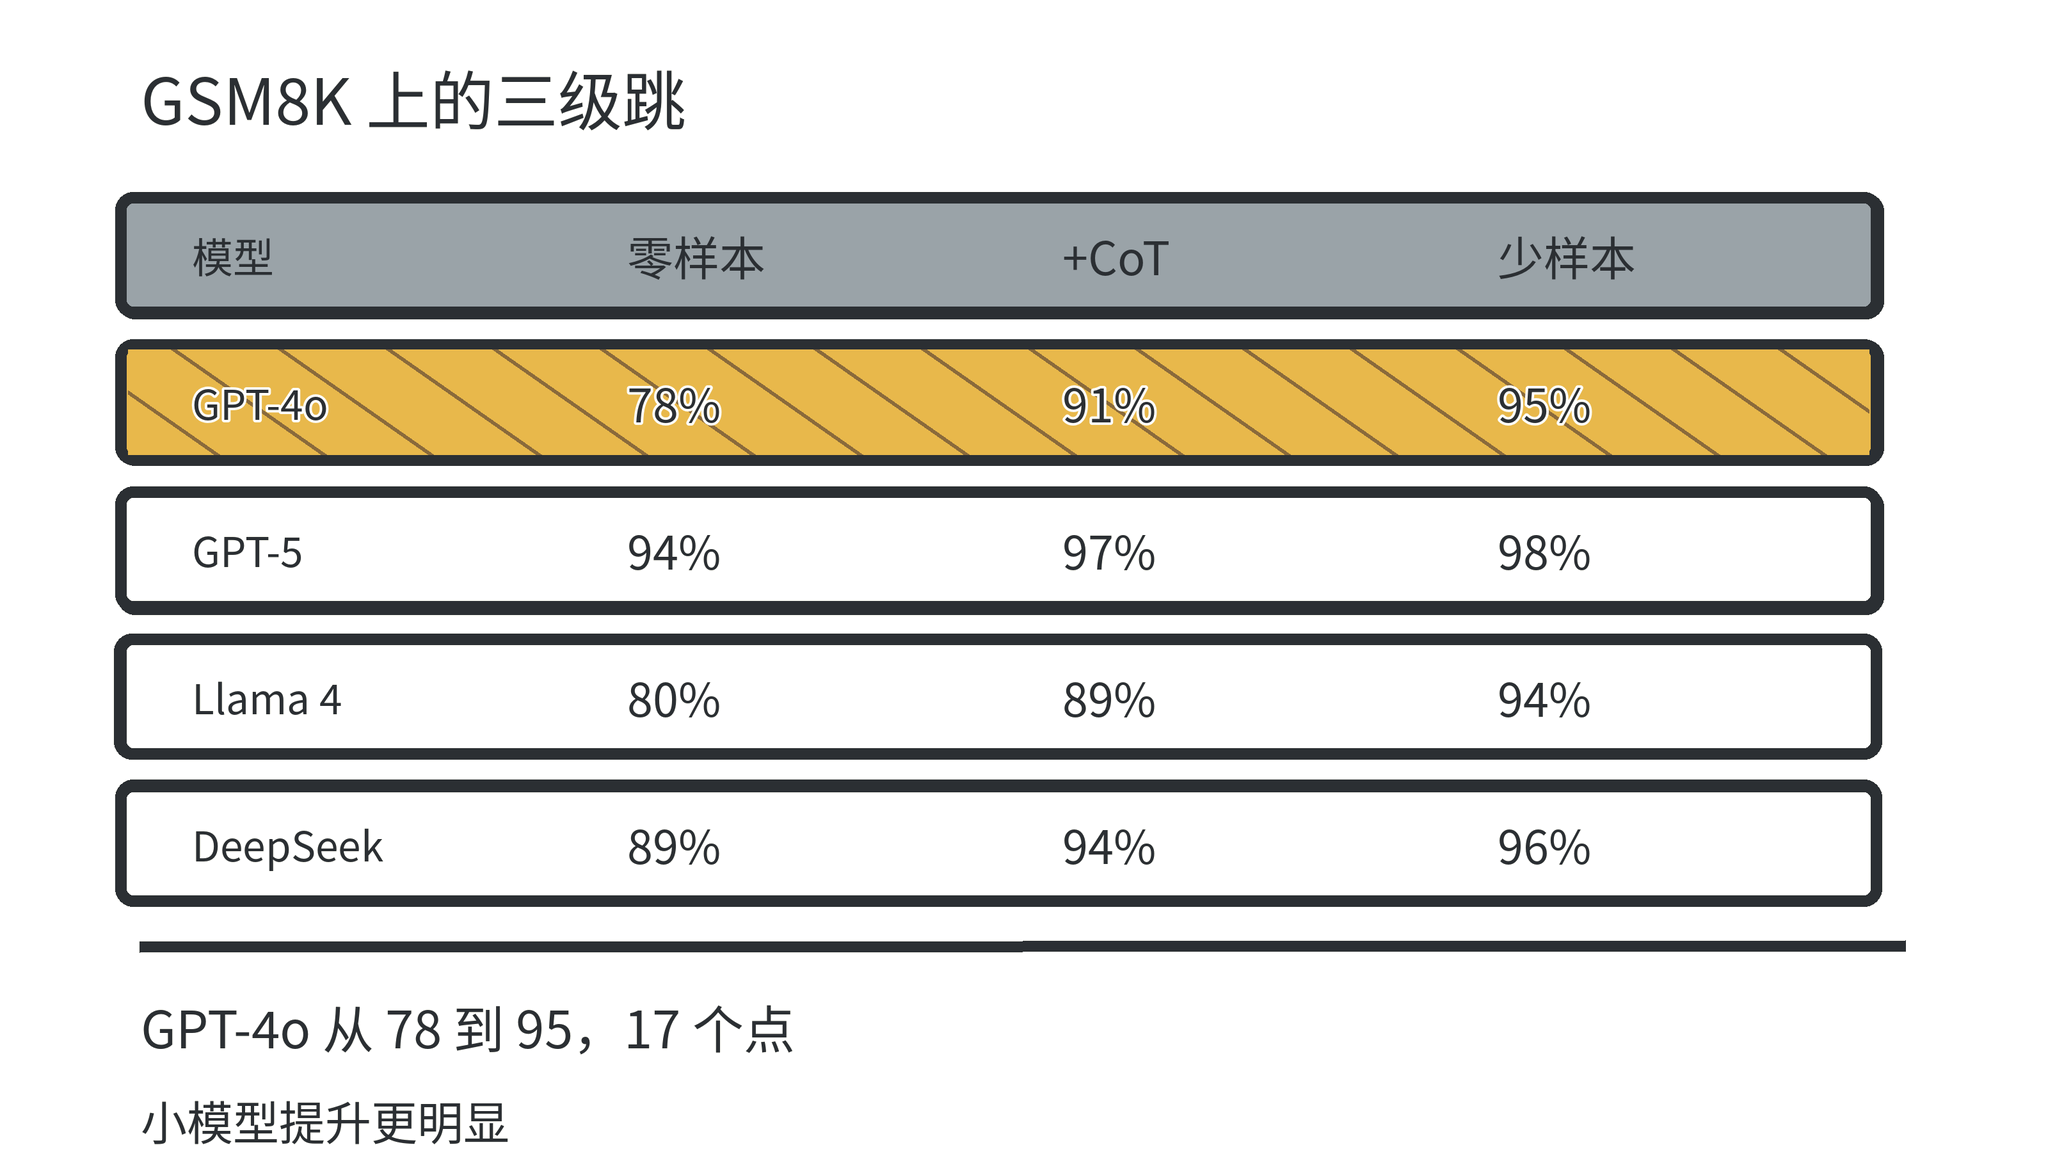 GSM8K 上的三级跳
模型 零样本 +CoT 少样本
GPT-4o 78% 91% 95%
GPT-5 94% 97% 98%
Llama 4 80% 89% 94%
DeepSeek 89% 94% 96%
GPT-4o 从 78 到 95，17 个点
小模型提升更明显